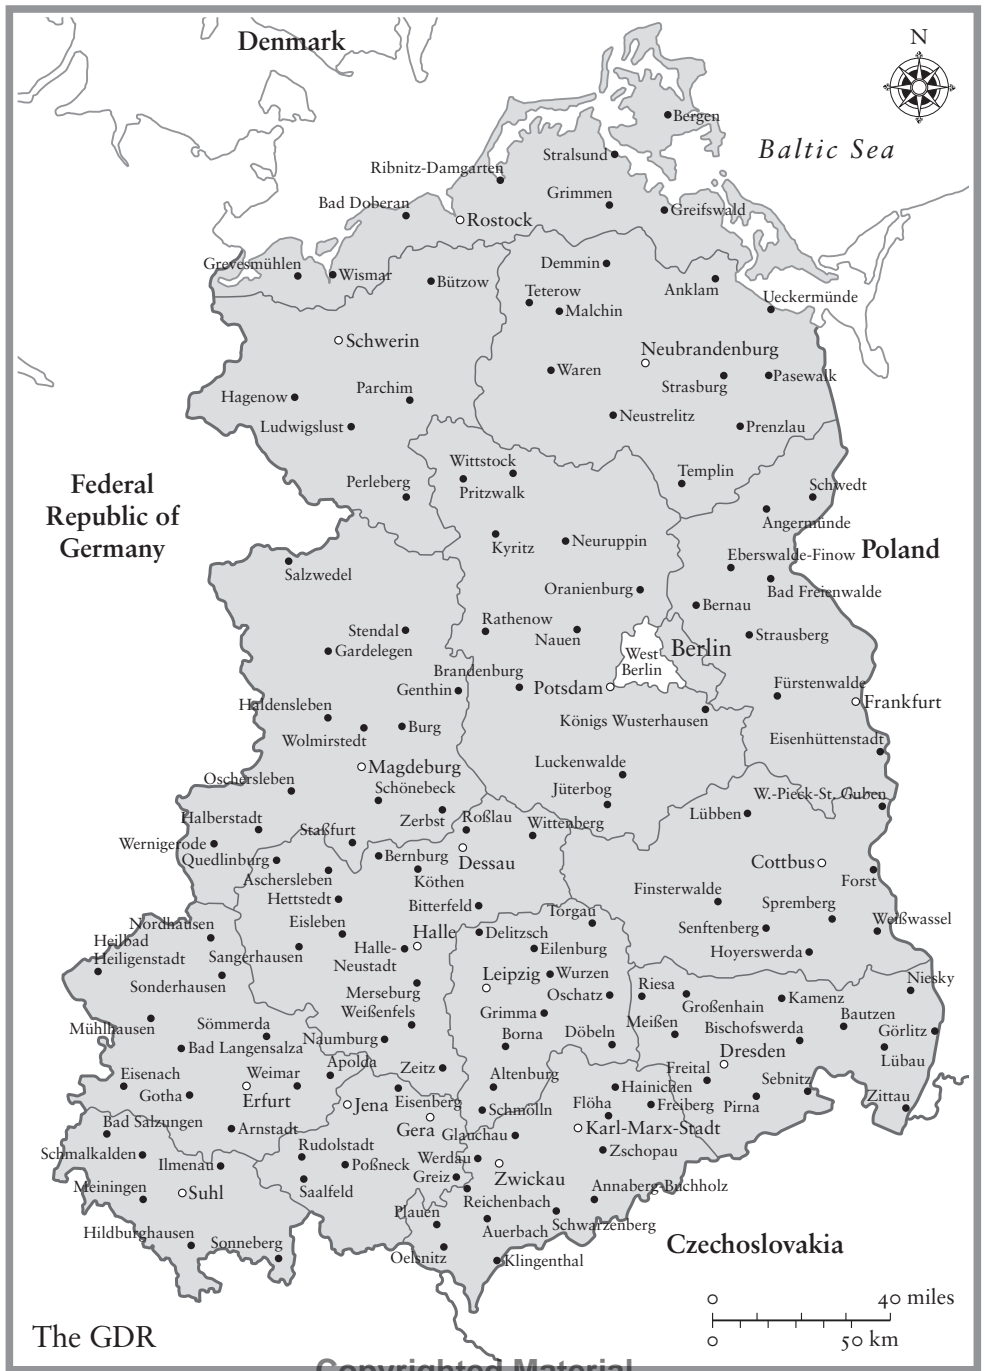 Denmark
N
Bergen
Baltic Sea
Stralsund
Ribnitz-Damgarten
Grimmen
Bad Doberan
Greifswald
Rostock
Grevesmühlen
Wismar
Demmin
Bützow
Anklam
Teterow
Ueckermünde
Malchin
Schwerin
Neubrandenburg
Waren
Strasburg
Pasewalk
Parchim
Hagenow
Neustrelitz
Ludwigslust
Prenzlau
Wittstock
Templin
Perleberg
Pritzwalk
Schwedt
Federal
Republic of
Germany
Angermünde
Kyritz
Neuruppin
Poland
Eberswalde-Finow
Salzwedel
Oranienburg
Bad Freienwalde
Bernau
Rathenow
Stendal
Nauen
Strausberg
Gardelegen
West
Berlin
Berlin
Brandenburg
Genthin
Potsdam
Fürstenwalde
Frankfurt
Haldensleben
Königs Wusterhausen
Burg
Wolmirstedt
Eisenhüttenstadt
Magdeburg
Luckenwalde
Oschersleben
Schönebeck
Jüterbog
W.-Pieck-St. Guben
Halberstadt
Zerbst
Roßlau
Lübben
Staßfurt
Wittenberg
Wernigerode
Quedlinburg
Bernburg
Dessau
Cottbus
Aschersleben
Köthen
Forst
Hettstedt
Finsterwalde
Bitterfeld
Spremberg
Torgau
Nordhausen
Eisleben
Weißwassel
Halle
Delitzsch
Senftenberg
Heilbad
Heiligenstadt
Halle-
Neustadt
Eilenburg
Hoyerswerda
Sangerhausen
Leipzig
Wurzen
Niesky
Sonderhausen
Riesa
Merseburg
Oschatz
Großenhain
Kamenz
Weißenfels
Grimma
Bautzen
Mühlhausen
Sömmerda
Meißen
Bischofswerda
Naumburg
Borna
Döbeln
Görlitz
Bad Langensalza
Dresden
Lübau
Apolda
Zeitz
Freital
Eisenach
Weimar
Altenburg
Sebnitz
Hainichen
Gotha
Erfurt
Jena
Eisenberg
Flöha
Freiberg
Pirna
Zittau
Schmölln
Bad Salzungen
Arnstadt
Gera
Glauchau
Karl-Marx-Stadt
Rudolstadt
Zschopau
Schmalkalden
Ilmenau
Poßneck
Werdau
Greiz
Zwickau
Meiningen
Suhl
Saalfeld
Annaberg-Buchholz
Reichenbach
Plauen
Schwarzenberg
Auerbach
Hildburghausen
Sonneberg
Czechoslovakia
Oelsnitz
Klingenthal
0 40 miles
0 50 km
The GDR
Copyrighted Material